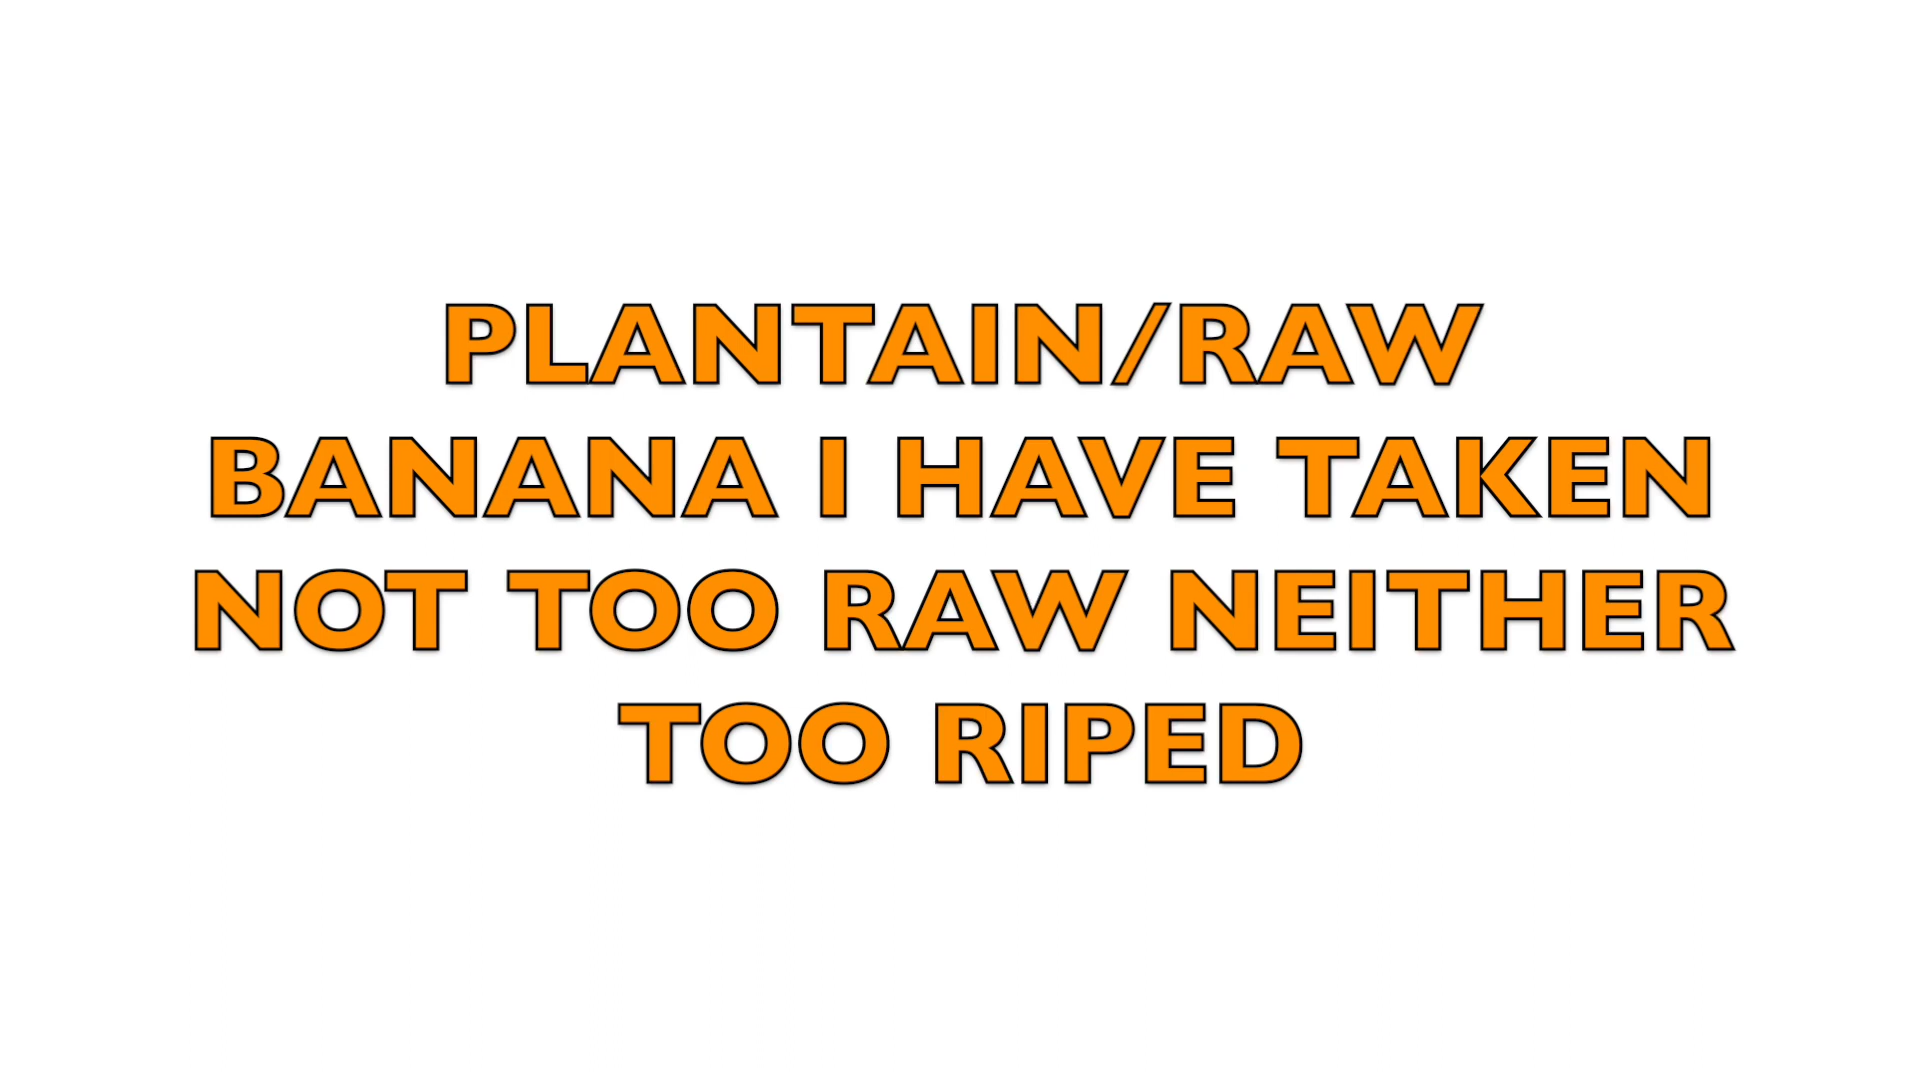 PLANTAIN/RAW
BANANA I HAVE TAKEN
NOT TOO RAW NEITHER
TOO RIPED